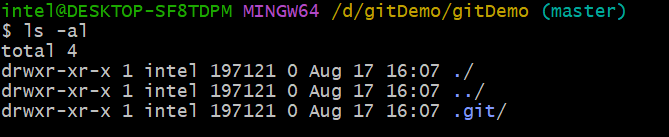 intel@DESKTOP-SF8TDPM MINGW64 /d/gitDemo/gitDemo (master)
$ ls -al
total 4
drwxr-xr-x 1 intel 197121 0 Aug 17 16:07 ./
drwxr-xr-x 1 intel 197121 0 Aug 17 16:07 ../
drwxr-xr-x 1 intel 197121 0 Aug 17 16:07 .git/